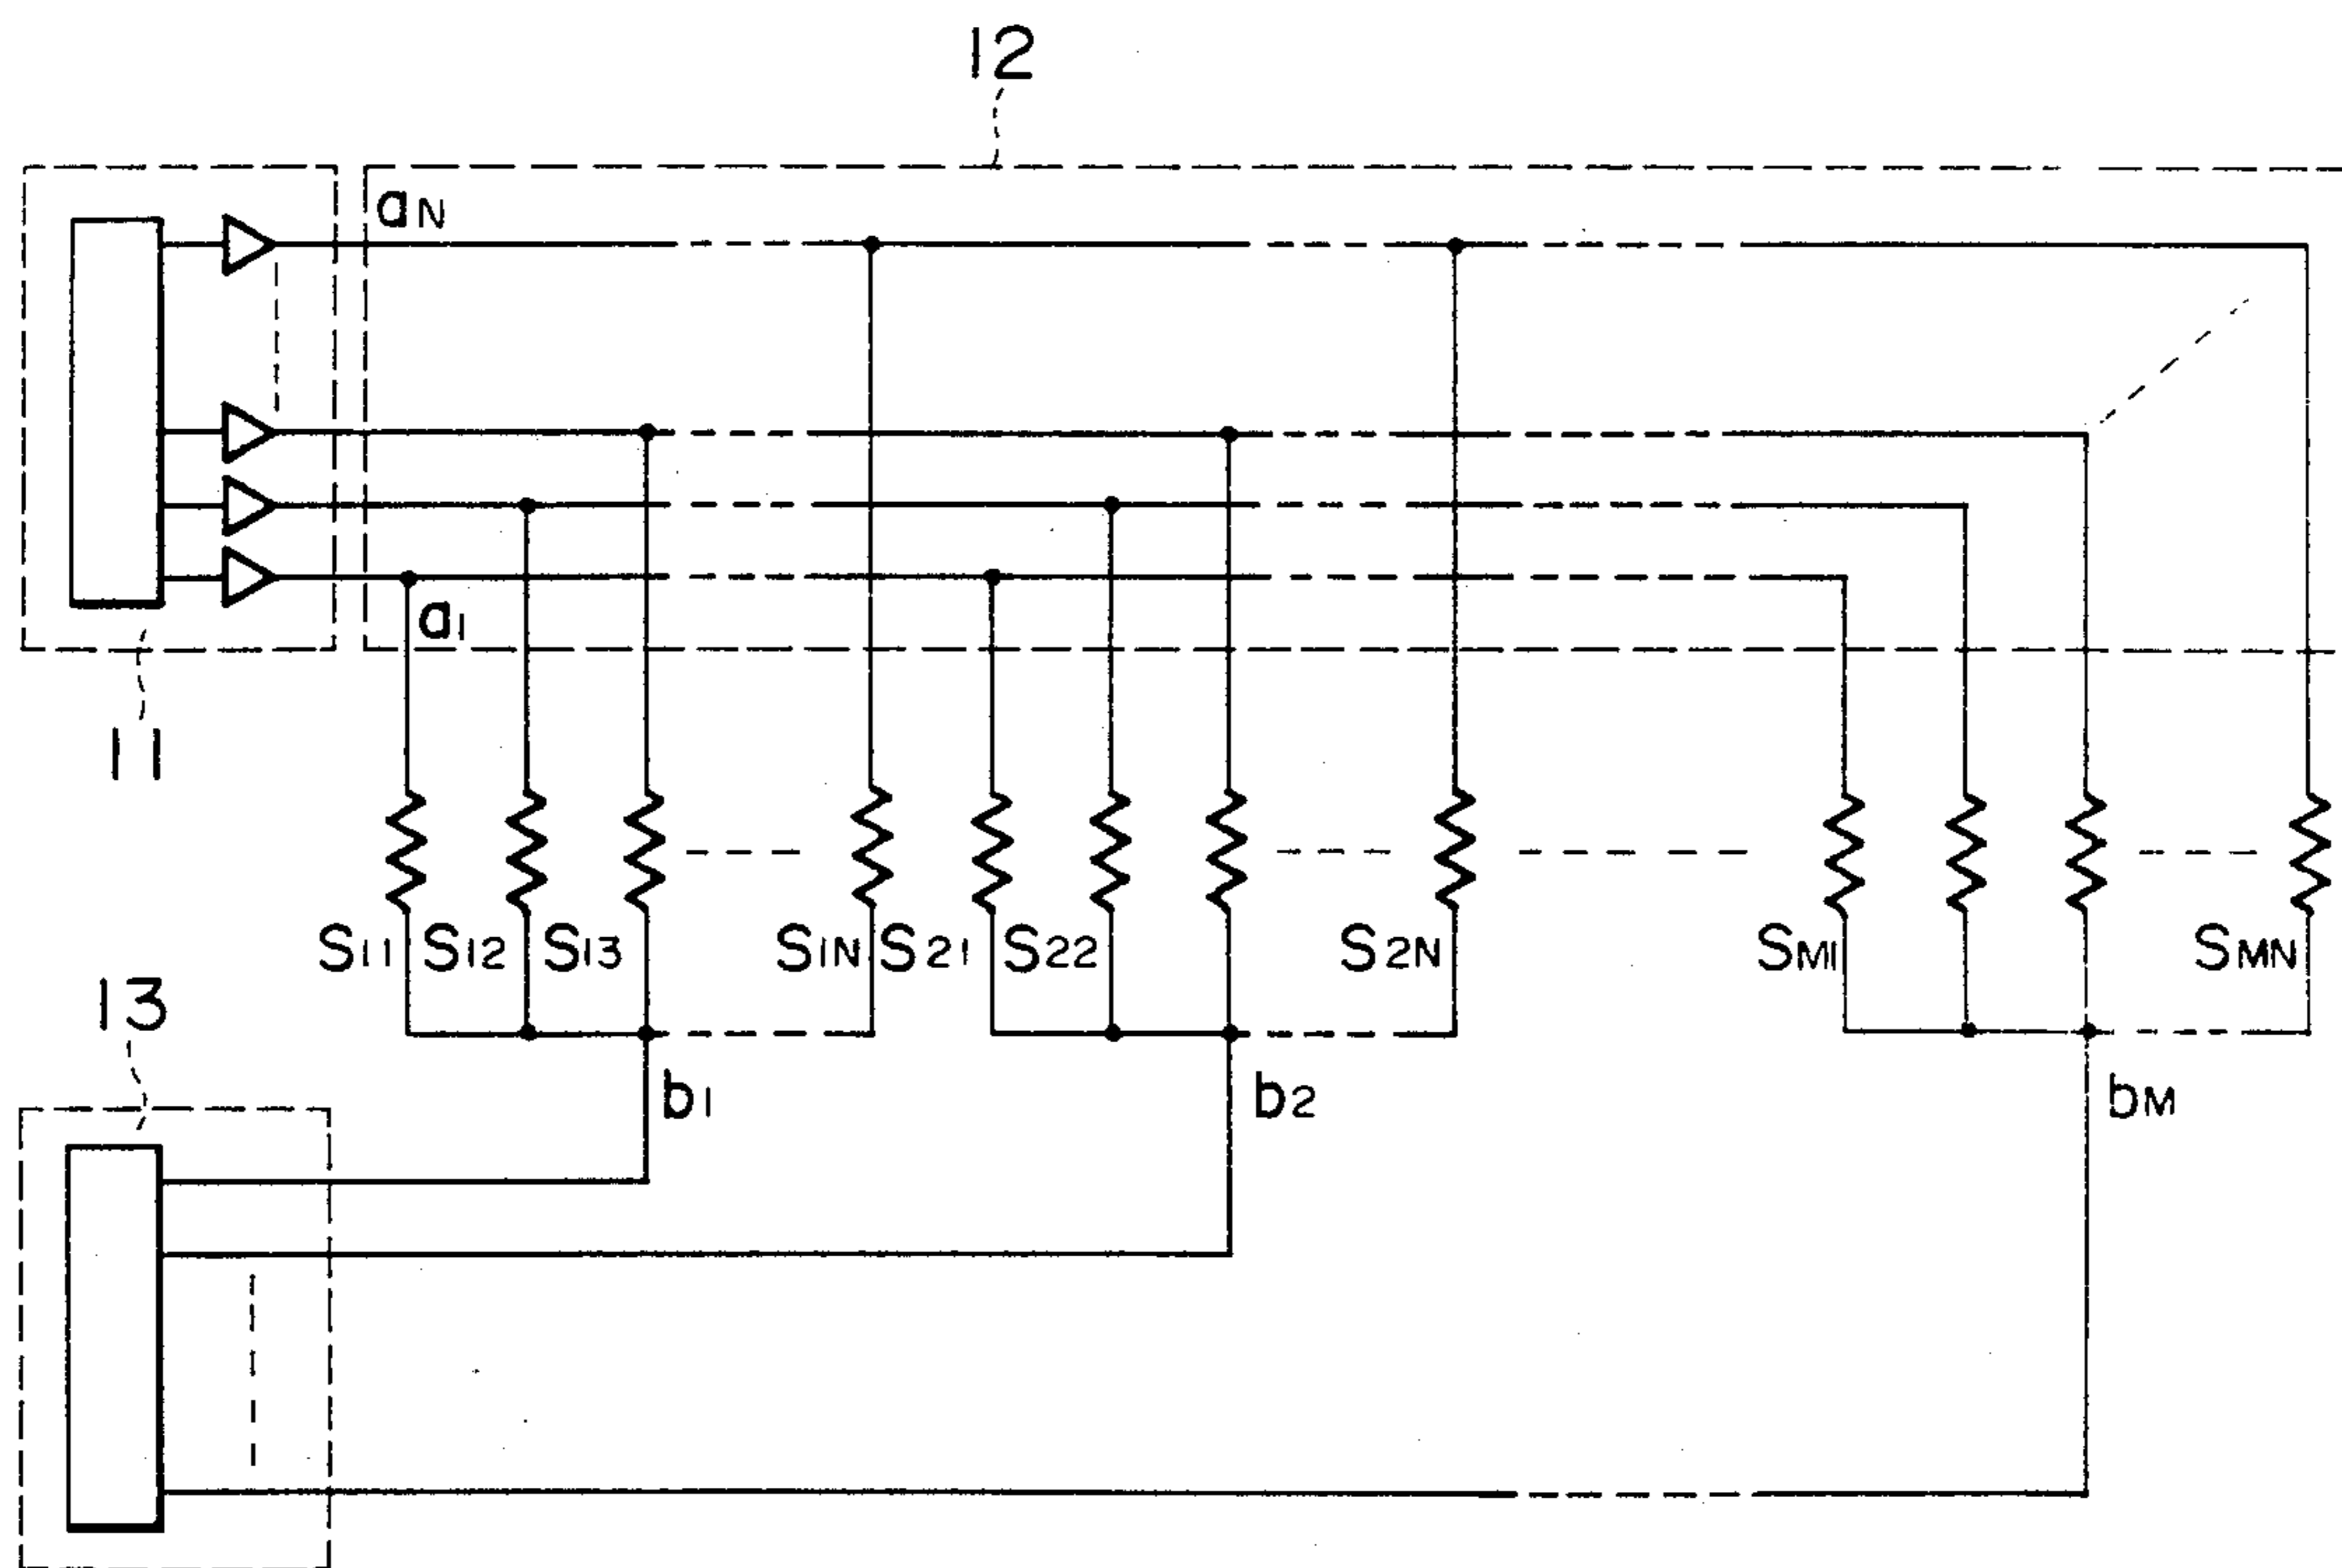 12
aN
a1
11
S11 S12 S13 S1N S21 S22 S2N SM1 SMN
13
b1 b2 bM